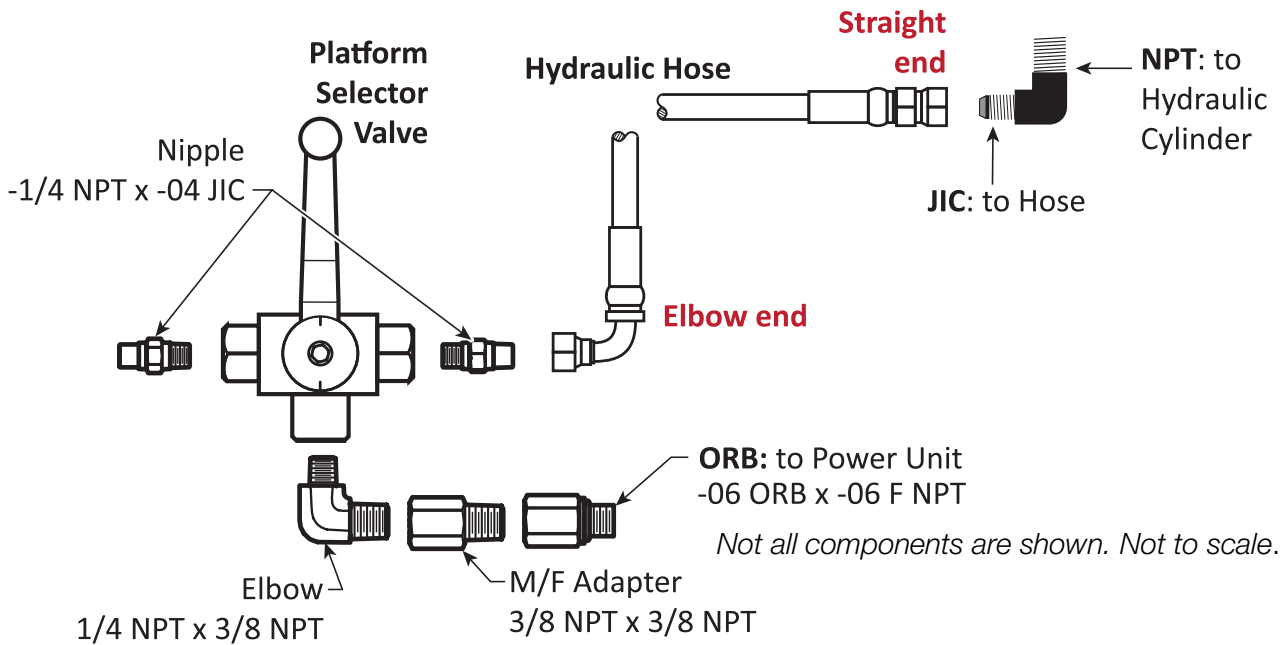 Platform
Selector
Valve
Hydraulic Hose
Straight
end
NPT: to
Hydraulic
Cylinder
Nipple
-1/4 NPT x -04 JIC
JIC: to Hose
Elbow end
ORB: to Power Unit
-06 ORB x -06 F NPT
Not all components are shown. Not to scale.
Elbow
1/4 NPT x 3/8 NPT
M/F Adapter
3/8 NPT x 3/8 NPT